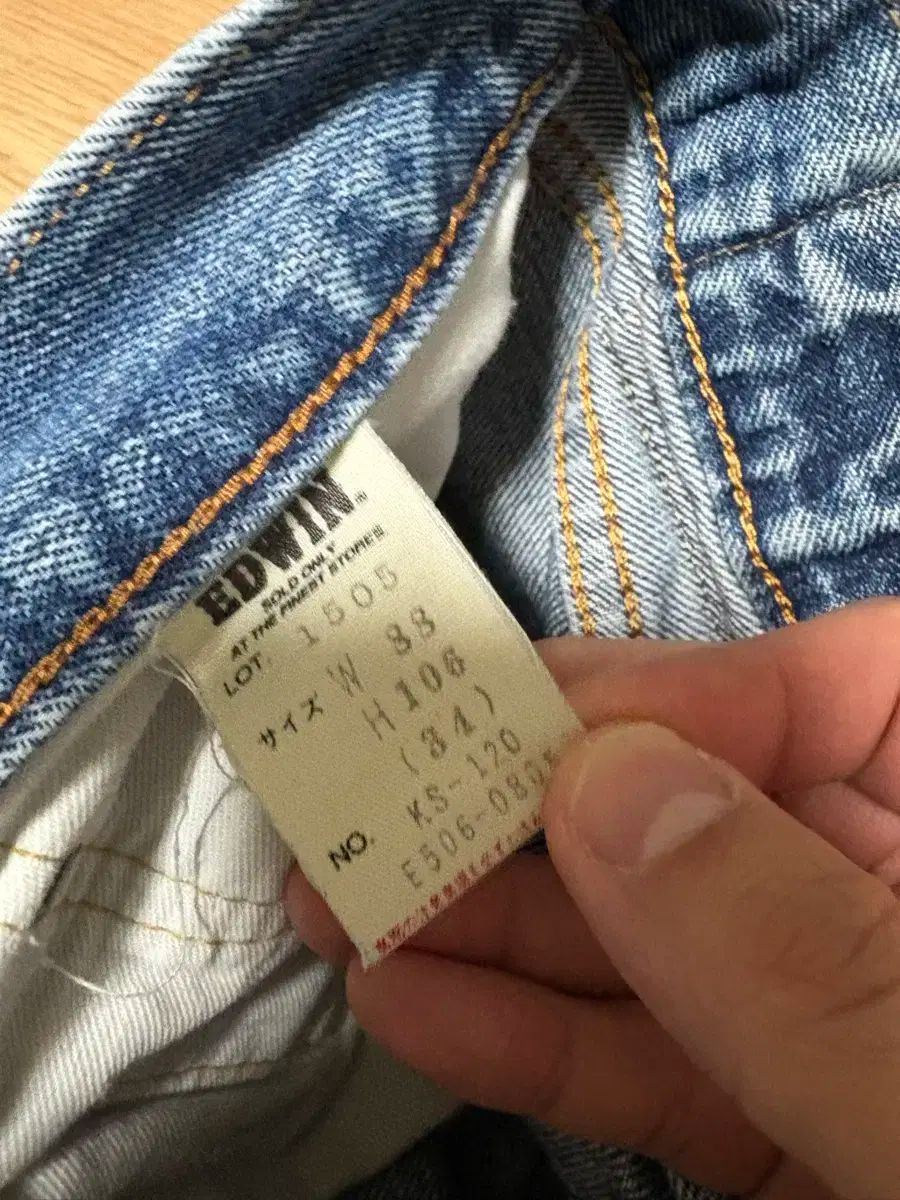 EDWIN®
SOLD ONLY
AT THE FINEST STORES
LOT. 1505
サイズ W 88
H 106
(34)
KS-120
NO. E506-0805